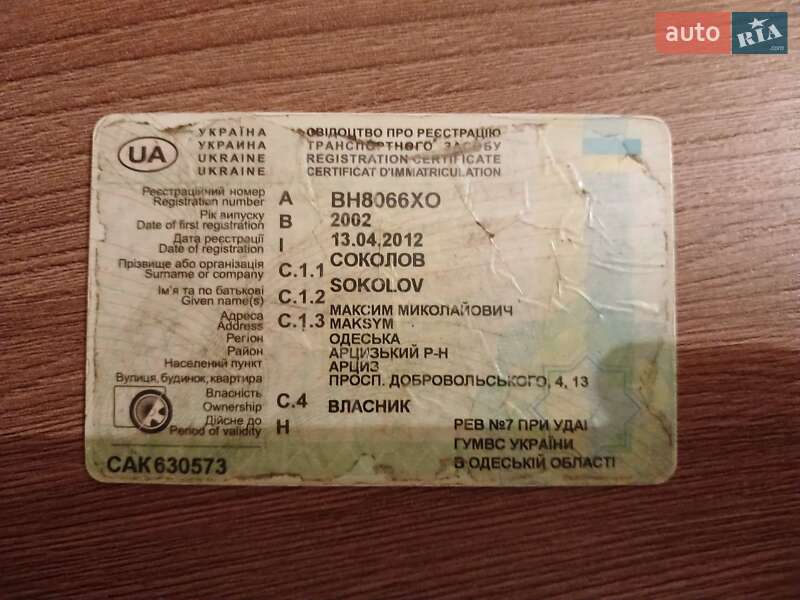 auto RIA .com
УКРАЇНА СВІДОЦТВО ПРО РЕЄСТРАЦІЮ
УКРАИНА ТРАНСПОРТНОГО ЗАСОБУ
UKRAINE REGISTRATION CERTIFICATE
UKRAINE CERTIFICAT D'IMMATRICULATION
UA
Реєстраційний номер
Registration number A BH8066XO
Рік випуску
Date of first registration B 2002
Дата реєстрації
Date of registration I 13.04.2012
Прізвище або організація
Surname or company C.1.1 СОКОЛОВ
SOKOLOV
Ім'я та по батькові
Given name(s) C.1.2 МАКСИМ МИКОЛАЙОВИЧ
MAKSYM
Адреса
Address C.1.3
Регіон ОДЕСЬКА
Район АРЦИЗЬКИЙ Р-Н
Населений пункт АРЦИЗ
Вулиця, будинок, квартира ПРОСП. ДОБРОВОЛЬСЬКОГО, 4, 13
Власність
Ownership C.4 ВЛАСНИК
Дійсне до
Period of validity H
РЕВ №7 ПРИ УДАІ
ГУМВС УКРАЇНИ
В ОДЕСЬКІЙ ОБЛАСТІ
САК630573